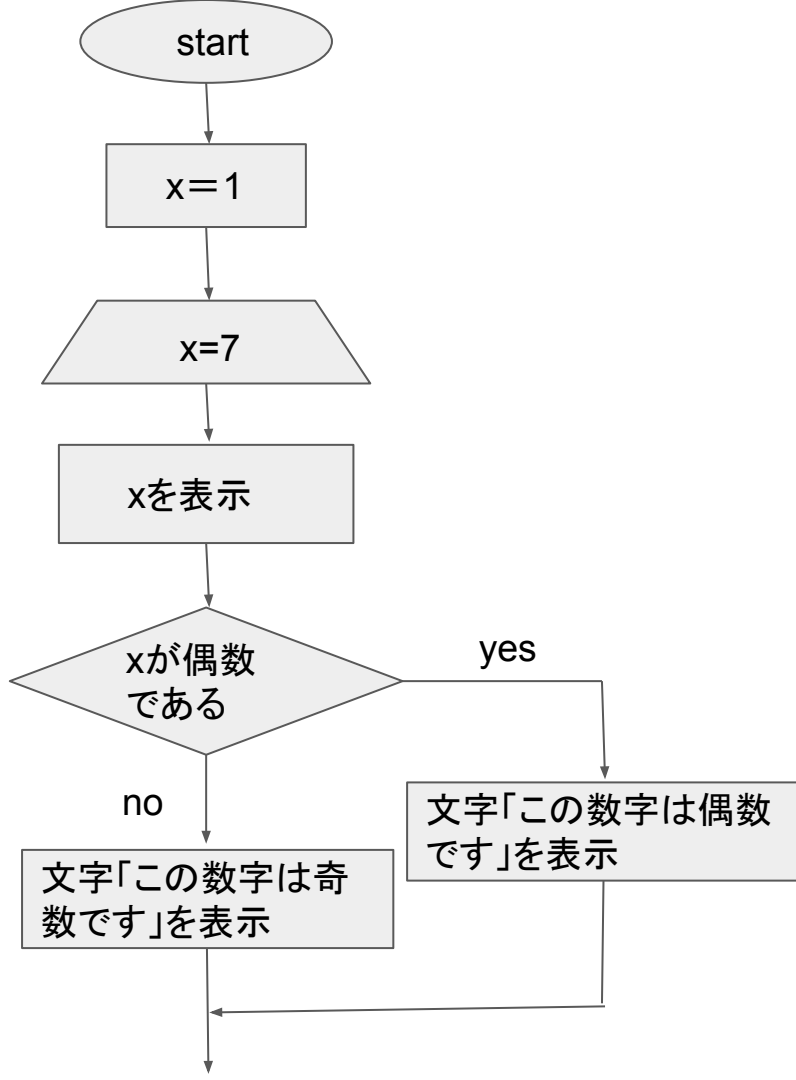 start
x＝1
x=7
xを表示
xが偶数
である
yes
no
文字「この数字は偶数
です」を表示
文字「この数字は奇
数です」を表示